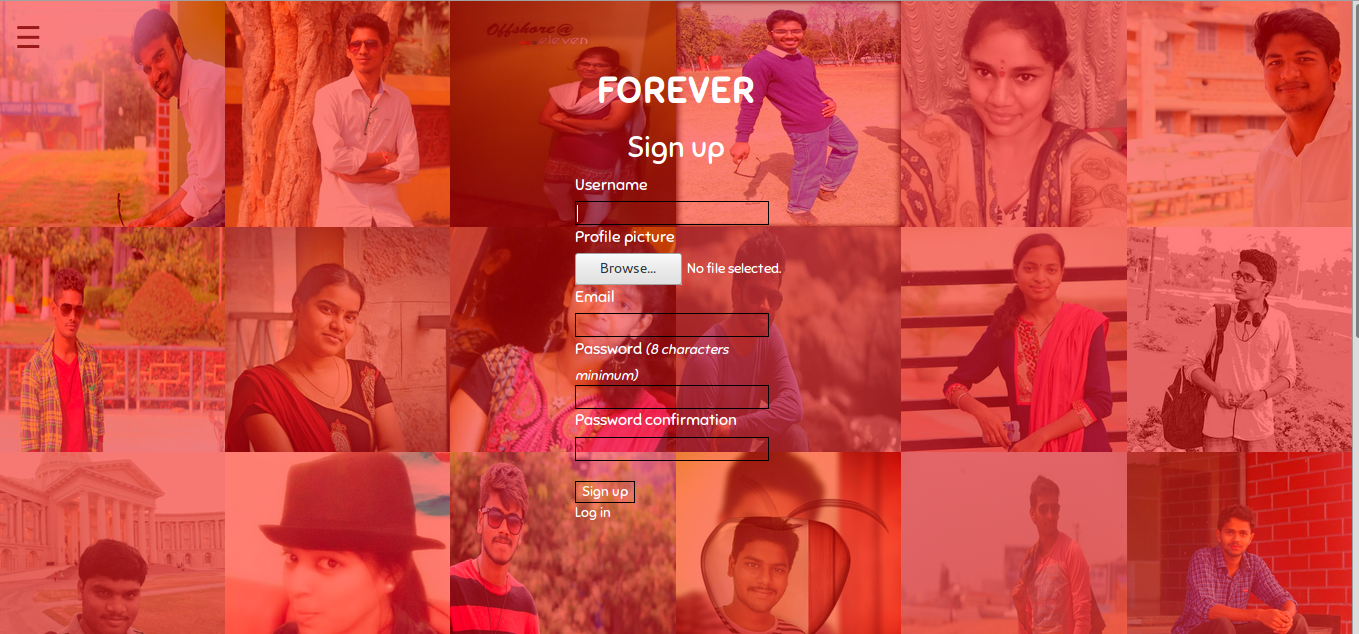 Offshore@
eleven
FOREVER
Sign up
Username
Profile picture
Browse... No file selected.
Email
Password (8 characters
minimum)
Password confirmation
Sign up
Log in